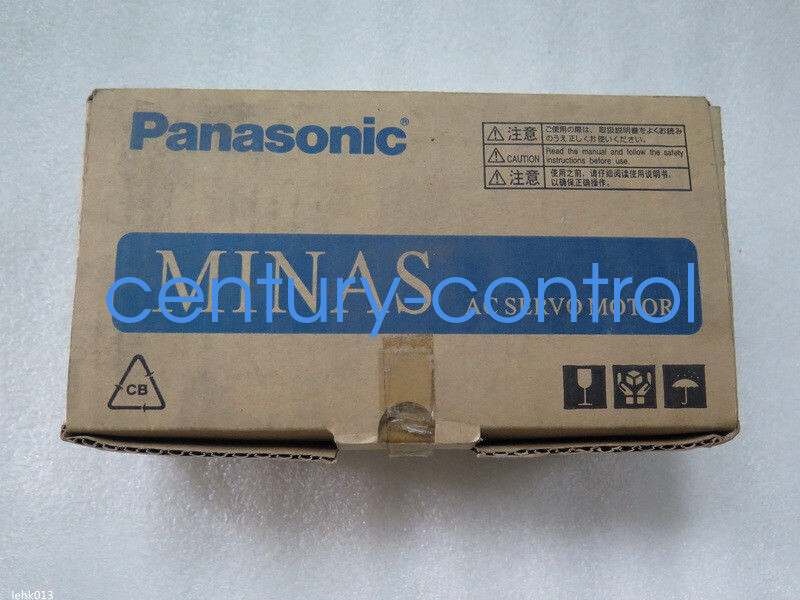 Panasonic®
注意 ご使用の際は、取扱説明書をよくお読み
のうえ正しくお使いください。
CAUTION Read the manual and follow the safety
instructions before use.
注意 使用之前, 请仔细阅读使用说明书,
以确保正确操作。
MINAS AC SERVO MOTOR
century-control
CB
lehk013